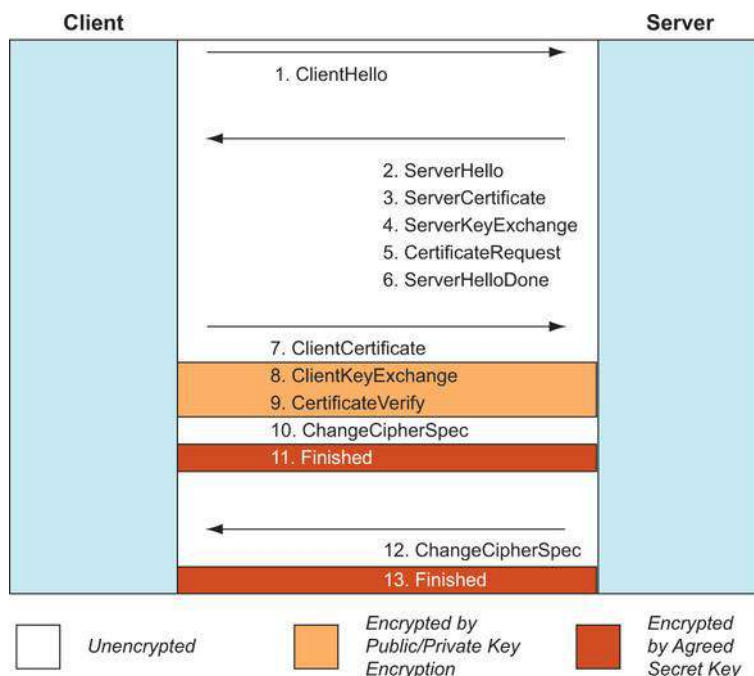 Client
Server
1. ClientHello
2. ServerHello
3. ServerCertificate
4. ServerKeyExchange
5. CertificateRequest
6. ServerHelloDone
7. ClientCertificate
8. ClientKeyExchange
9. CertificateVerify
10. ChangeCipherSpec
11. Finished
12. ChangeCipherSpec
13. Finished
Unencrypted
Encrypted by
Public/Private Key
Encryption
Encrypted
by Agreed
Secret Key